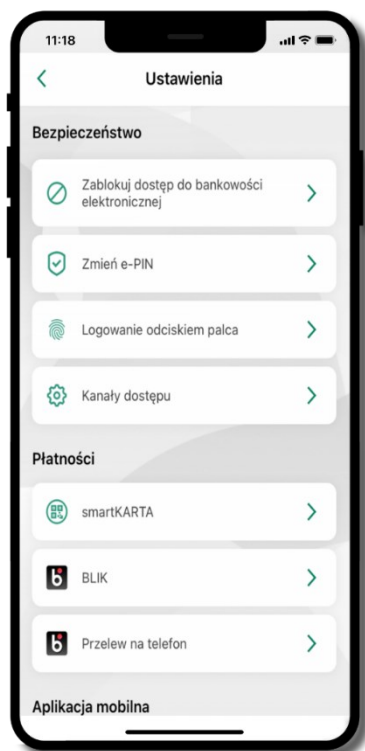 11:18
Ustawienia
Bezpieczeństwo
Zablokuj dostęp do bankowości
elektronicznej
Zmień e-PIN
Logowanie odciskiem palca
Kanały dostępu
Płatności
smartKARTA
BLIK
Przelew na telefon
Aplikacja mobilna